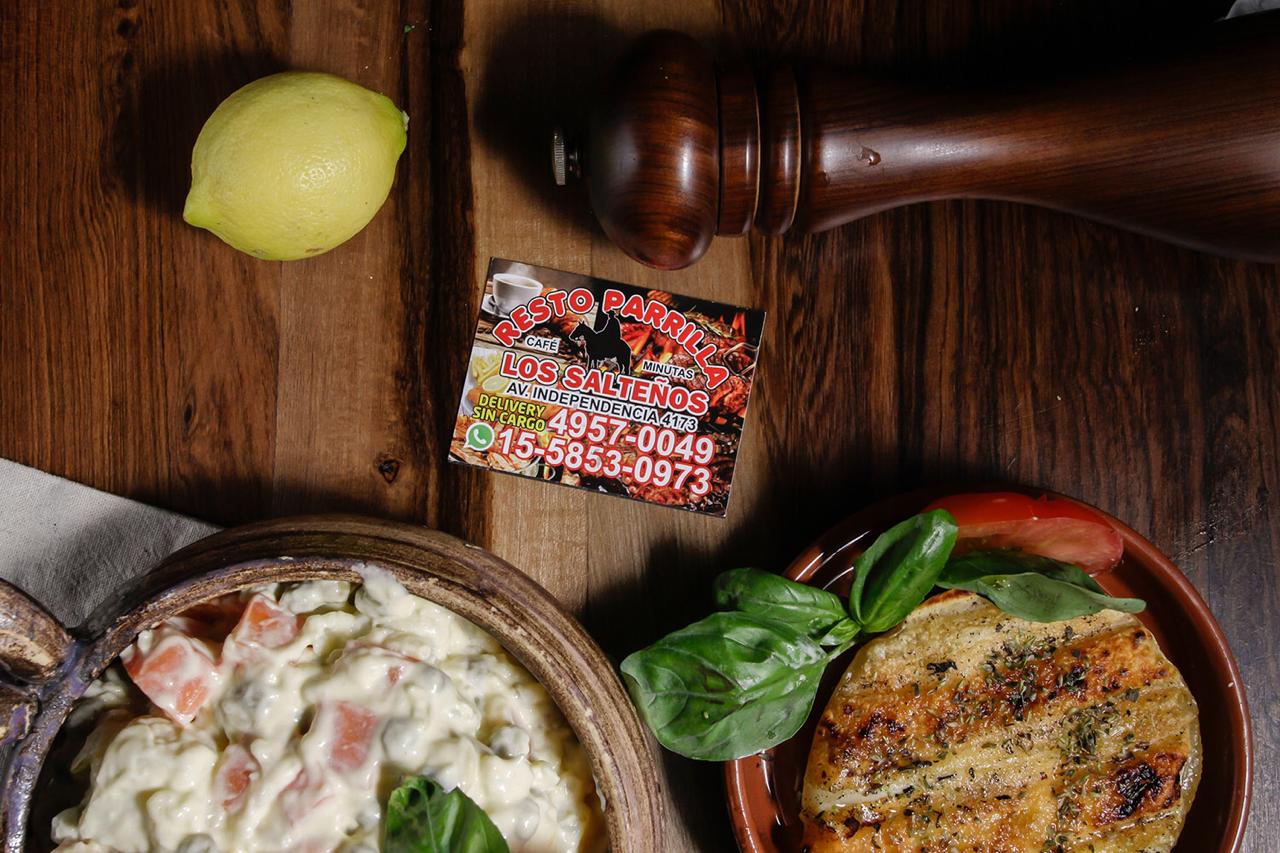 RESTO PARRILLA
CAFÉ
MINUTAS
LOS SALTEÑOS
AV. INDEPENDENCIA 4173
DELIVERY
SIN CARGO
4957-0049
15-5853-0973